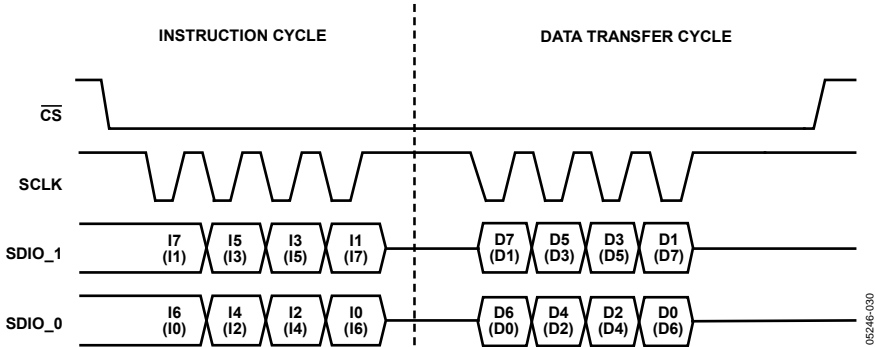 INSTRUCTION CYCLE DATA TRANSFER CYCLE
CS
SCLK
SDIO_1
I7 I5 I3 I1 D7 D5 D3 D1
(I1) (I3) (I5) (I7) (D1) (D3) (D5) (D7)
SDIO_0
I6 I4 I2 I0 D6 D4 D2 D0
(I0) (I2) (I4) (I6) (D0) (D2) (D4) (D6)
05246-030